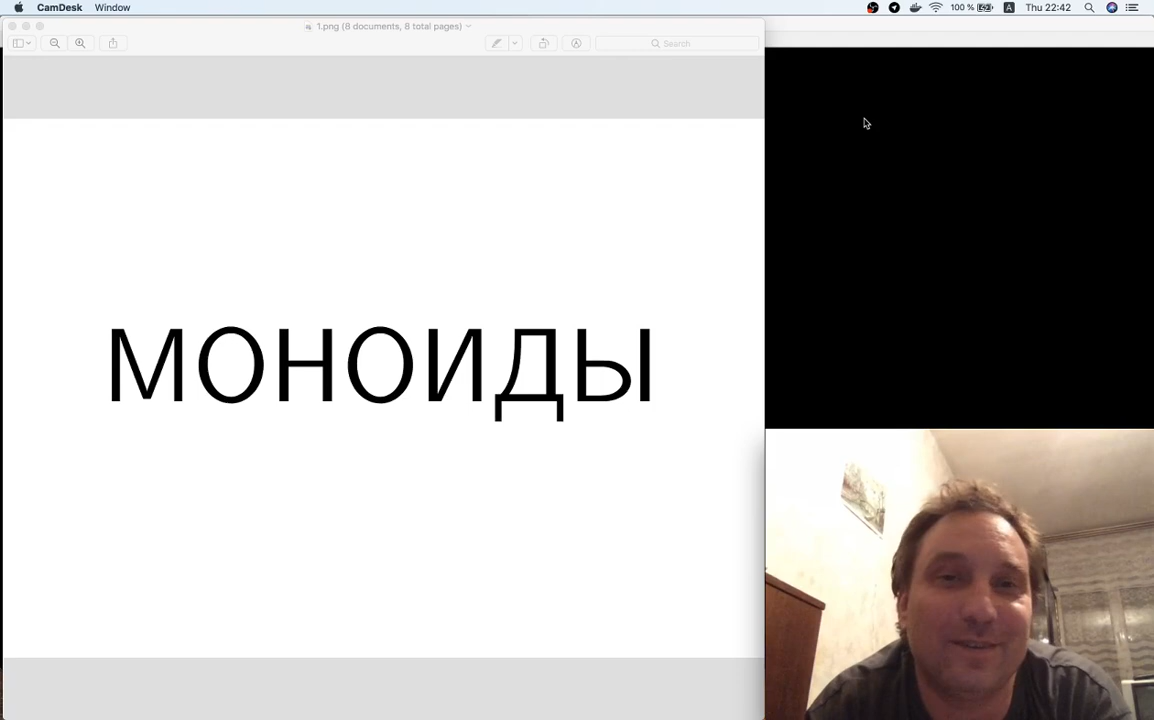 CamDesk Window 100 % A Thu 22:42
1.png (8 documents, 8 total pages)
Search
МОНОИДЫ